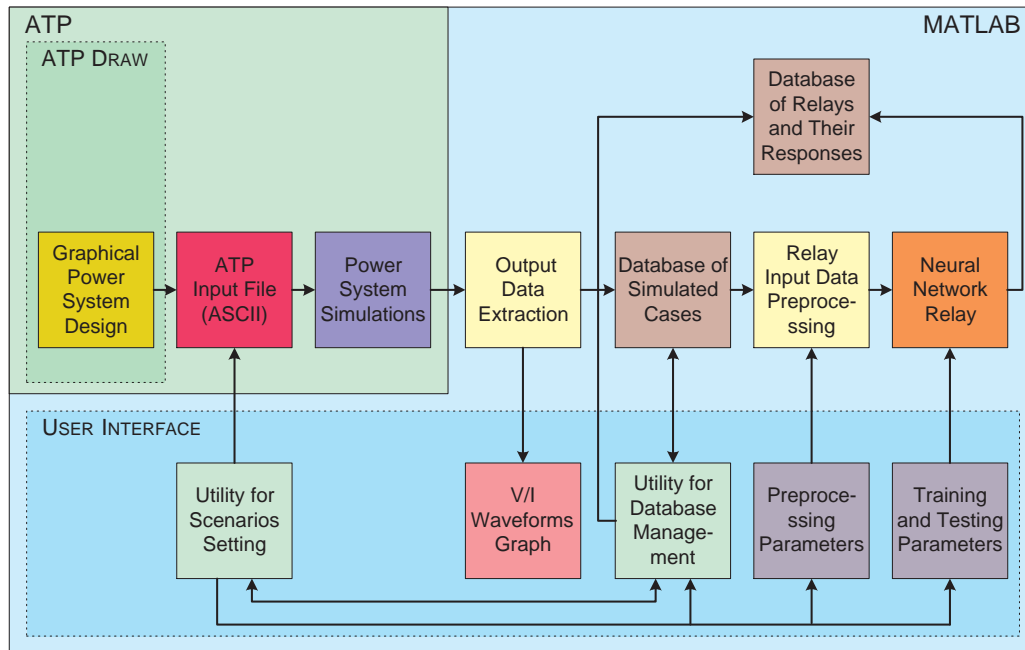 ATP
MATLAB
ATP DRAW
Database
of Relays
and Their
Responses
Graphical
Power
System
Design
ATP
Input File
(ASCII)
Power
System
Simulations
Output
Data
Extraction
Database of
Simulated
Cases
Relay
Input Data
Preproce-
ssing
Neural
Network
Relay
USER INTERFACE
Utility for
Scenarios
Setting
V/I
Waveforms
Graph
Utility for
Database
Manage-
ment
Preproce-
ssing
Parameters
Training
and Testing
Parameters